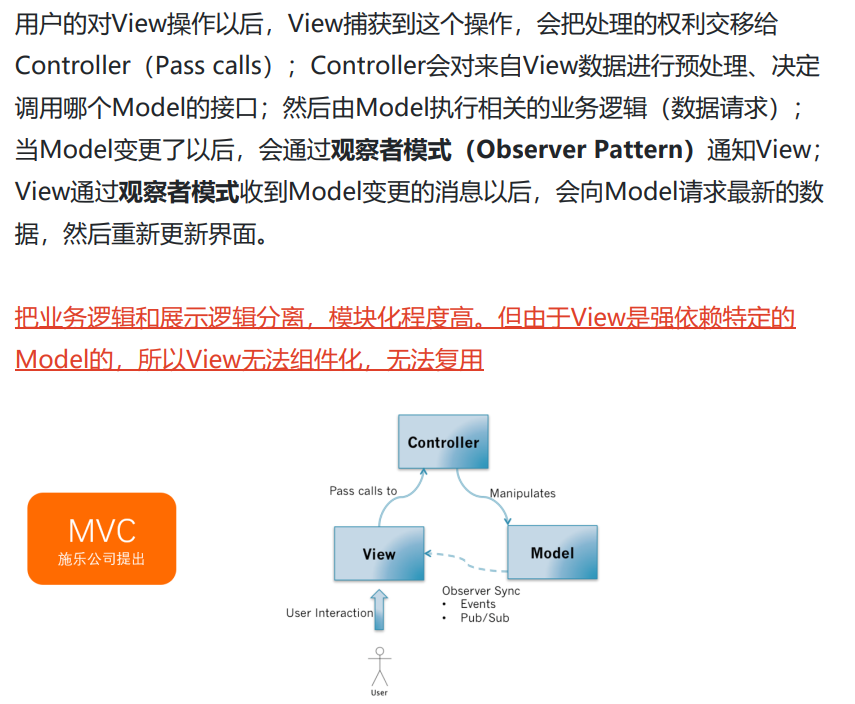 用户的对View操作以后，View捕获到这个操作，会把处理的权利交移给
Controller（Pass calls）；Controller会对来自View数据进行预处理、决定
调用哪个Model的接口；然后由Model执行相关的业务逻辑（数据请求）；
当Model变更了以后，会通过观察者模式（Observer Pattern）通知View；
View通过观察者模式收到Model变更的消息以后，会向Model请求最新的数
据，然后重新更新界面。
把业务逻辑和展示逻辑分离，模块化程度高。但由于View是强依赖特定的
Model的，所以View无法组件化，无法复用
Controller
Pass calls to
Manipulates
MVC
施乐公司提出
View
Model
Observer Sync
• Events
• Pub/Sub
User Interaction
User